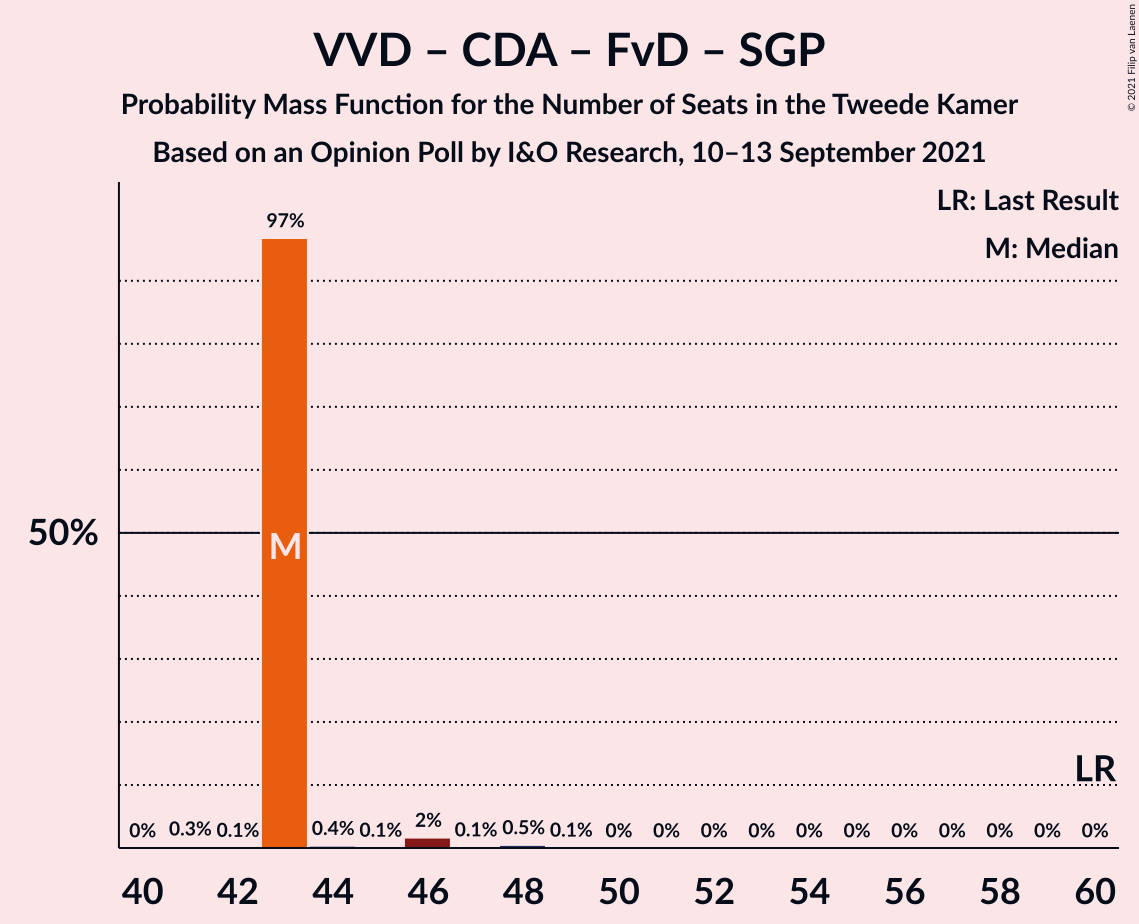 VVD – CDA – FvD – SGP
Probability Mass Function for the Number of Seats in the Tweede Kamer
Based on an Opinion Poll by I&O Research, 10–13 September 2021
© 2021 Filip van Laenen
LR: Last Result
M: Median
97%
50%
M
LR
0% 0.3% 0.1% 0.4% 0.1% 2% 0.1% 0.5% 0.1% 0% 0% 0% 0% 0% 0% 0% 0% 0% 0% 0%
40 42 44 46 48 50 52 54 56 58 60